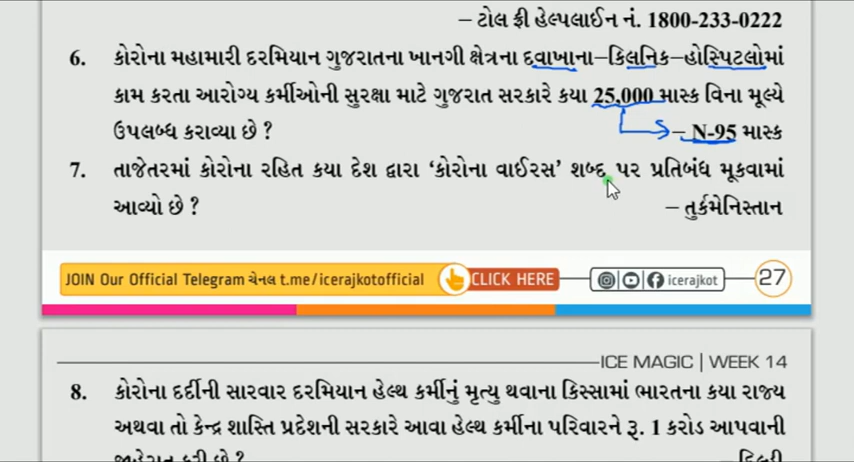 – ટોલ ફ્રી હેલ્પલાઈન નં. 1800-233-0222
6. કોરોના મહામારી દરમિયાન ગુજરાતના ખાનગી ક્ષેત્રના દવાખાના–કિલનિક–હોસ્પિટલોમાં
કામ કરતા આરોગ્ય કર્મીઓની સુરક્ષા માટે ગુજરાત સરકારે કયા 25,000 માસ્ક વિના મૂલ્યે
ઉપલબ્ધ કરાવ્યા છે ?
– N-95 માસ્ક
7. તાજેતરમાં કોરોના રહિત કયા દેશ દ્વારા ‘કોરોના વાઈરસ’ શબ્દ પર પ્રતિબંધ મૂકવામાં
આવ્યો છે ?
– તુર્કમેનિસ્તાન
JOIN Our Official Telegram ચેનલ t.me/icerajkotofficial
CLICK HERE
icerajkot
27
ICE MAGIC | WEEK 14
8. કોરોના દર્દીની સારવાર દરમિયાન હેલ્થ કર્મીનું મૃત્યુ થવાના કિસ્સામાં ભારતના કયા રાજ્ય
અથવા તો કેન્દ્ર શાસ્તિ પ્રદેશની સરકારે આવા હેલ્થ કર્મીના પરિવારને રૂ. 1 કરોડ આપવાની